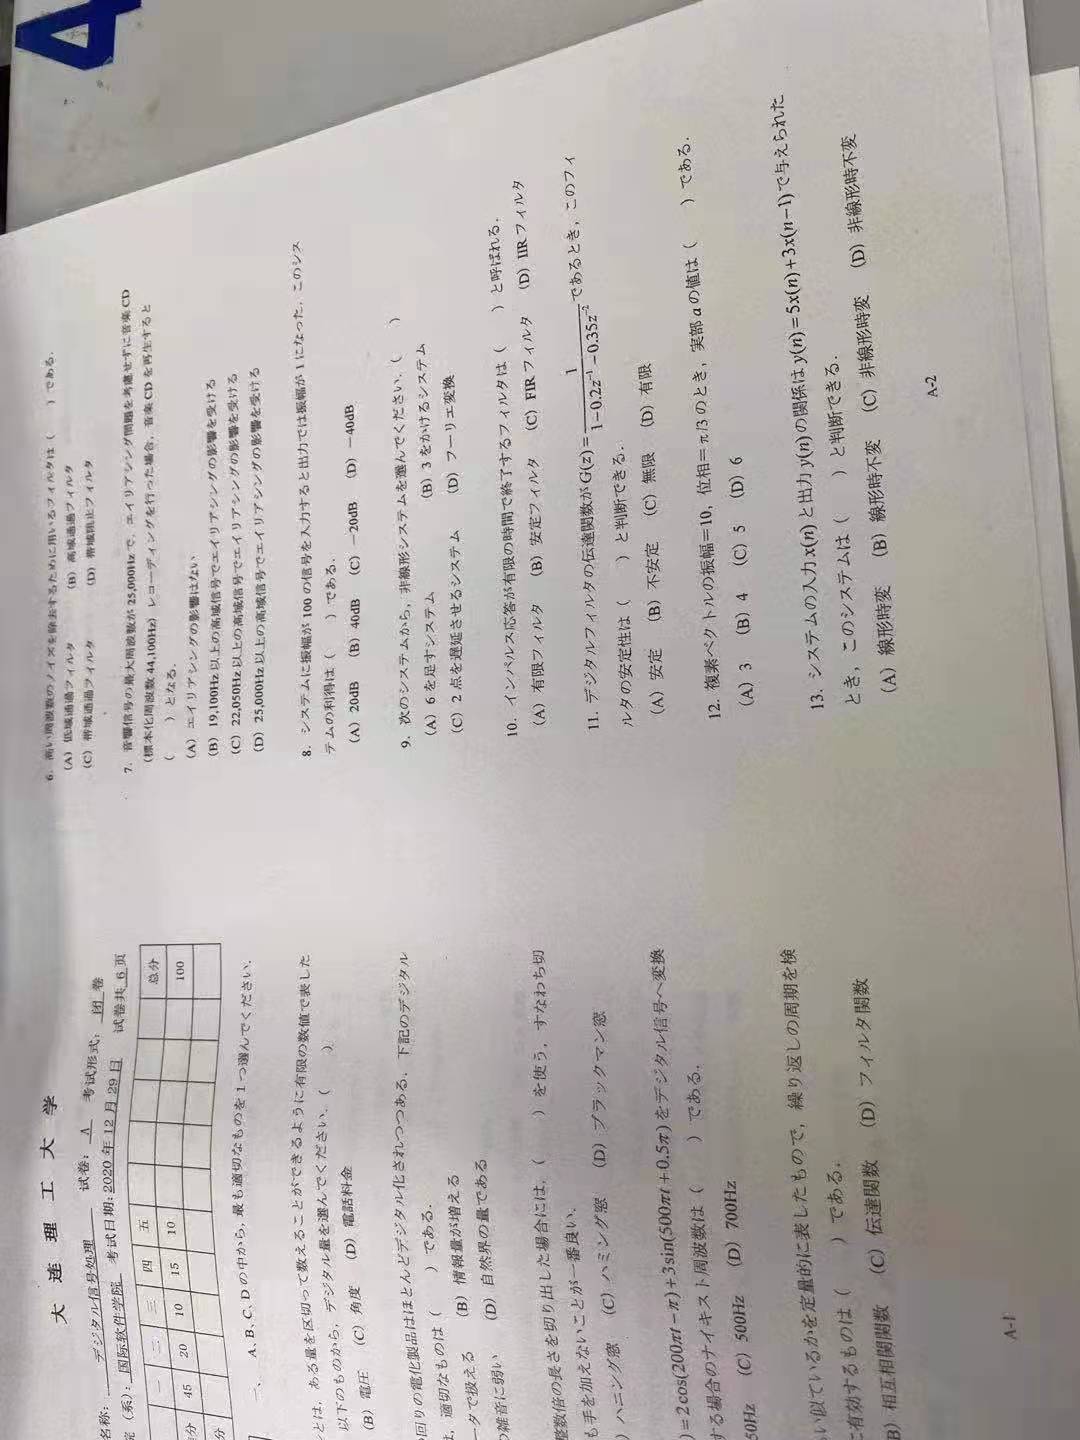 大 连 理 工 大 学
名称: デジタル信号処理 试卷: A 考试形式: 闭 卷
院 (系): 国际软件学院 考试日期: 2020 年 12 月 29 日 试卷共 6 页
一 二 三 四 五 总分
分 45 20 10 15 10 100
分
一、 A、B、C、D の中から, 最も適切なものを 1 つ選んでください.
とは, ある量を区切って数えることができるように有限の数値で表した
以下のものから, デジタル量を選んでください. ( )
(B) 電圧 (C) 角度 (D) 電話料金
回りの電化製品はほとんどデジタル化されつつある. 下記のデジタル
は, 適切なものは ( ) である.
ータで扱える (B) 情報量が増える
の雑音に弱い (D) 自然界の量である
整数倍の長さを切り出した場合には, ( ) を使う, すなわち切
も手を加えないことが一番良い.
) ハニング窓 (C) ハミング窓 (D) ブラックマン窓
)=2cos(200πt−π)+3sin(500πt+0.5π) をデジタル信号へ変換
する場合のナイキスト周波数は ( ) である.
50Hz (C) 500Hz (D) 700Hz
い似ているかを定量的に表したもので, 繰り返しの周期を検
に有効するものは ( ) である.
B) 相互相関関数 (C) 伝達関数 (D) フィルタ関数
A-1
6. 高い周波数のノイズを除去するために用いるフィルタは ( ) である.
(A) 低域通過フィルタ (B) 高域通過フィルタ
(C) 帯域通過フィルタ (D) 帯域阻止フィルタ
7. 音響信号の最大周波数が 25,000Hz で, エイリアシング問題を考慮せずに音楽 CD
(標本化周波数 44,100Hz) レコーディングを行った場合, 音楽 CD を再生すると
( ) となる.
(A) エイリアシングの影響はない
(B) 19,100Hz 以上の高域信号でエイリアシングの影響を受ける
(C) 22,050Hz 以上の高域信号でエイリアシングの影響を受ける
(D) 25,000Hz 以上の高域信号でエイリアシングの影響を受ける
8. システムに振幅が 100 の信号を入力すると出力では振幅が 1 になった. このシス
テムの利得は ( ) である.
(A) 20dB (B) 40dB (C) −20dB (D) −40dB
9. 次のシステムから, 非線形システムを選んでください. ( )
(A) 6 を足すシステム (B) 3 をかけるシステム
(C) 2 点を遅延させるシステム (D) フーリエ変換
10. インパルス応答が有限の時間で終了するフィルタは ( ) と呼ばれる.
(A) 有限フィルタ (B) 安定フィルタ (C) FIR フィルタ (D) IIR フィルタ
11. デジタルフィルタの伝達関数が G(z)= 1/(1−0.2z⁻¹−0.35z⁻²) であるとき, このフィ
ルタの安定性は ( ) と判断できる.
(A) 安定 (B) 不安定 (C) 無限 (D) 有限
12. 複素ベクトルの振幅＝10, 位相＝π/3 のとき, 実部 a の値は ( ) である.
(A) 3 (B) 4 (C) 5 (D) 6
13. システムの入力 x(n) と出力 y(n) の関係は y(n)=5x(n)+3x(n−1) で与えられた
とき, このシステムは ( ) と判断できる.
(A) 線形時変 (B) 線形時不変 (C) 非線形時変 (D) 非線形時不変
A-2
4